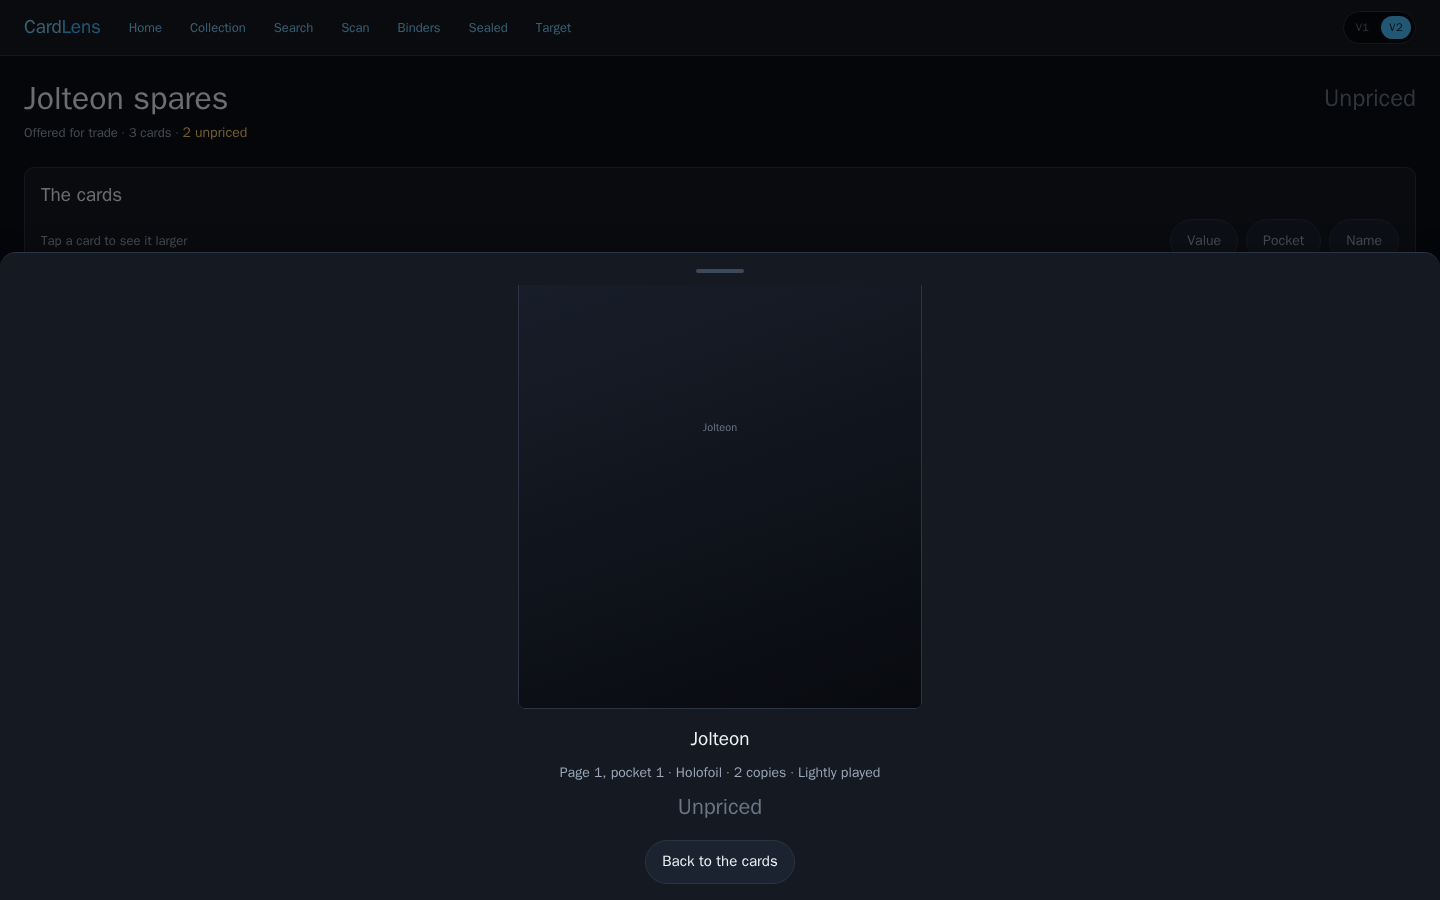 CardLens Home Collection Search Scan Binders Sealed Target V1 V2
Jolteon spares Unpriced
Offered for trade · 3 cards · 2 unpriced
The cards
Tap a card to see it larger Value Pocket Name
Jolteon
Jolteon
Page 1, pocket 1 · Holofoil · 2 copies · Lightly played
Unpriced
Back to the cards